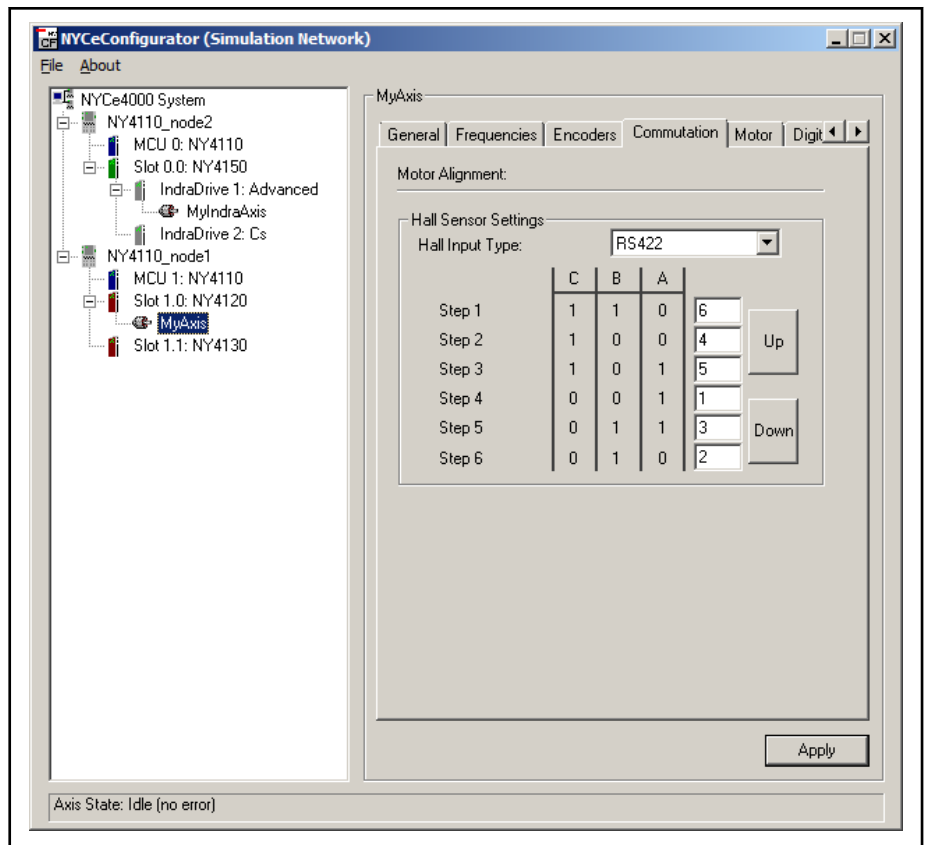 NYCeConfigurator (Simulation Network)
File About
NYCe4000 System
NY4110_node2
MCU 0: NY4110
Slot 0.0: NY4150
IndraDrive 1: Advanced
MyIndraAxis
IndraDrive 2: Cs
NY4110_node1
MCU 1: NY4110
Slot 1.0: NY4120
MyAxis
Slot 1.1: NY4130
MyAxis
General Frequencies Encoders Commutation Motor Digit
Motor Alignment:
Hall Sensor Settings
Hall Input Type: RS422
C B A
Step 1 1 1 0 6
Step 2 1 0 0 4
Step 3 1 0 1 5
Step 4 0 0 1 1
Step 5 0 1 1 3
Step 6 0 1 0 2
Up
Down
Apply
Axis State: Idle (no error)